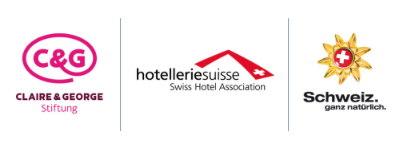 C&G
CLAIRE & GEORGE
Stiftung
hotelleriesuisse
Swiss Hotel Association
Schweiz.
ganz natürlich.